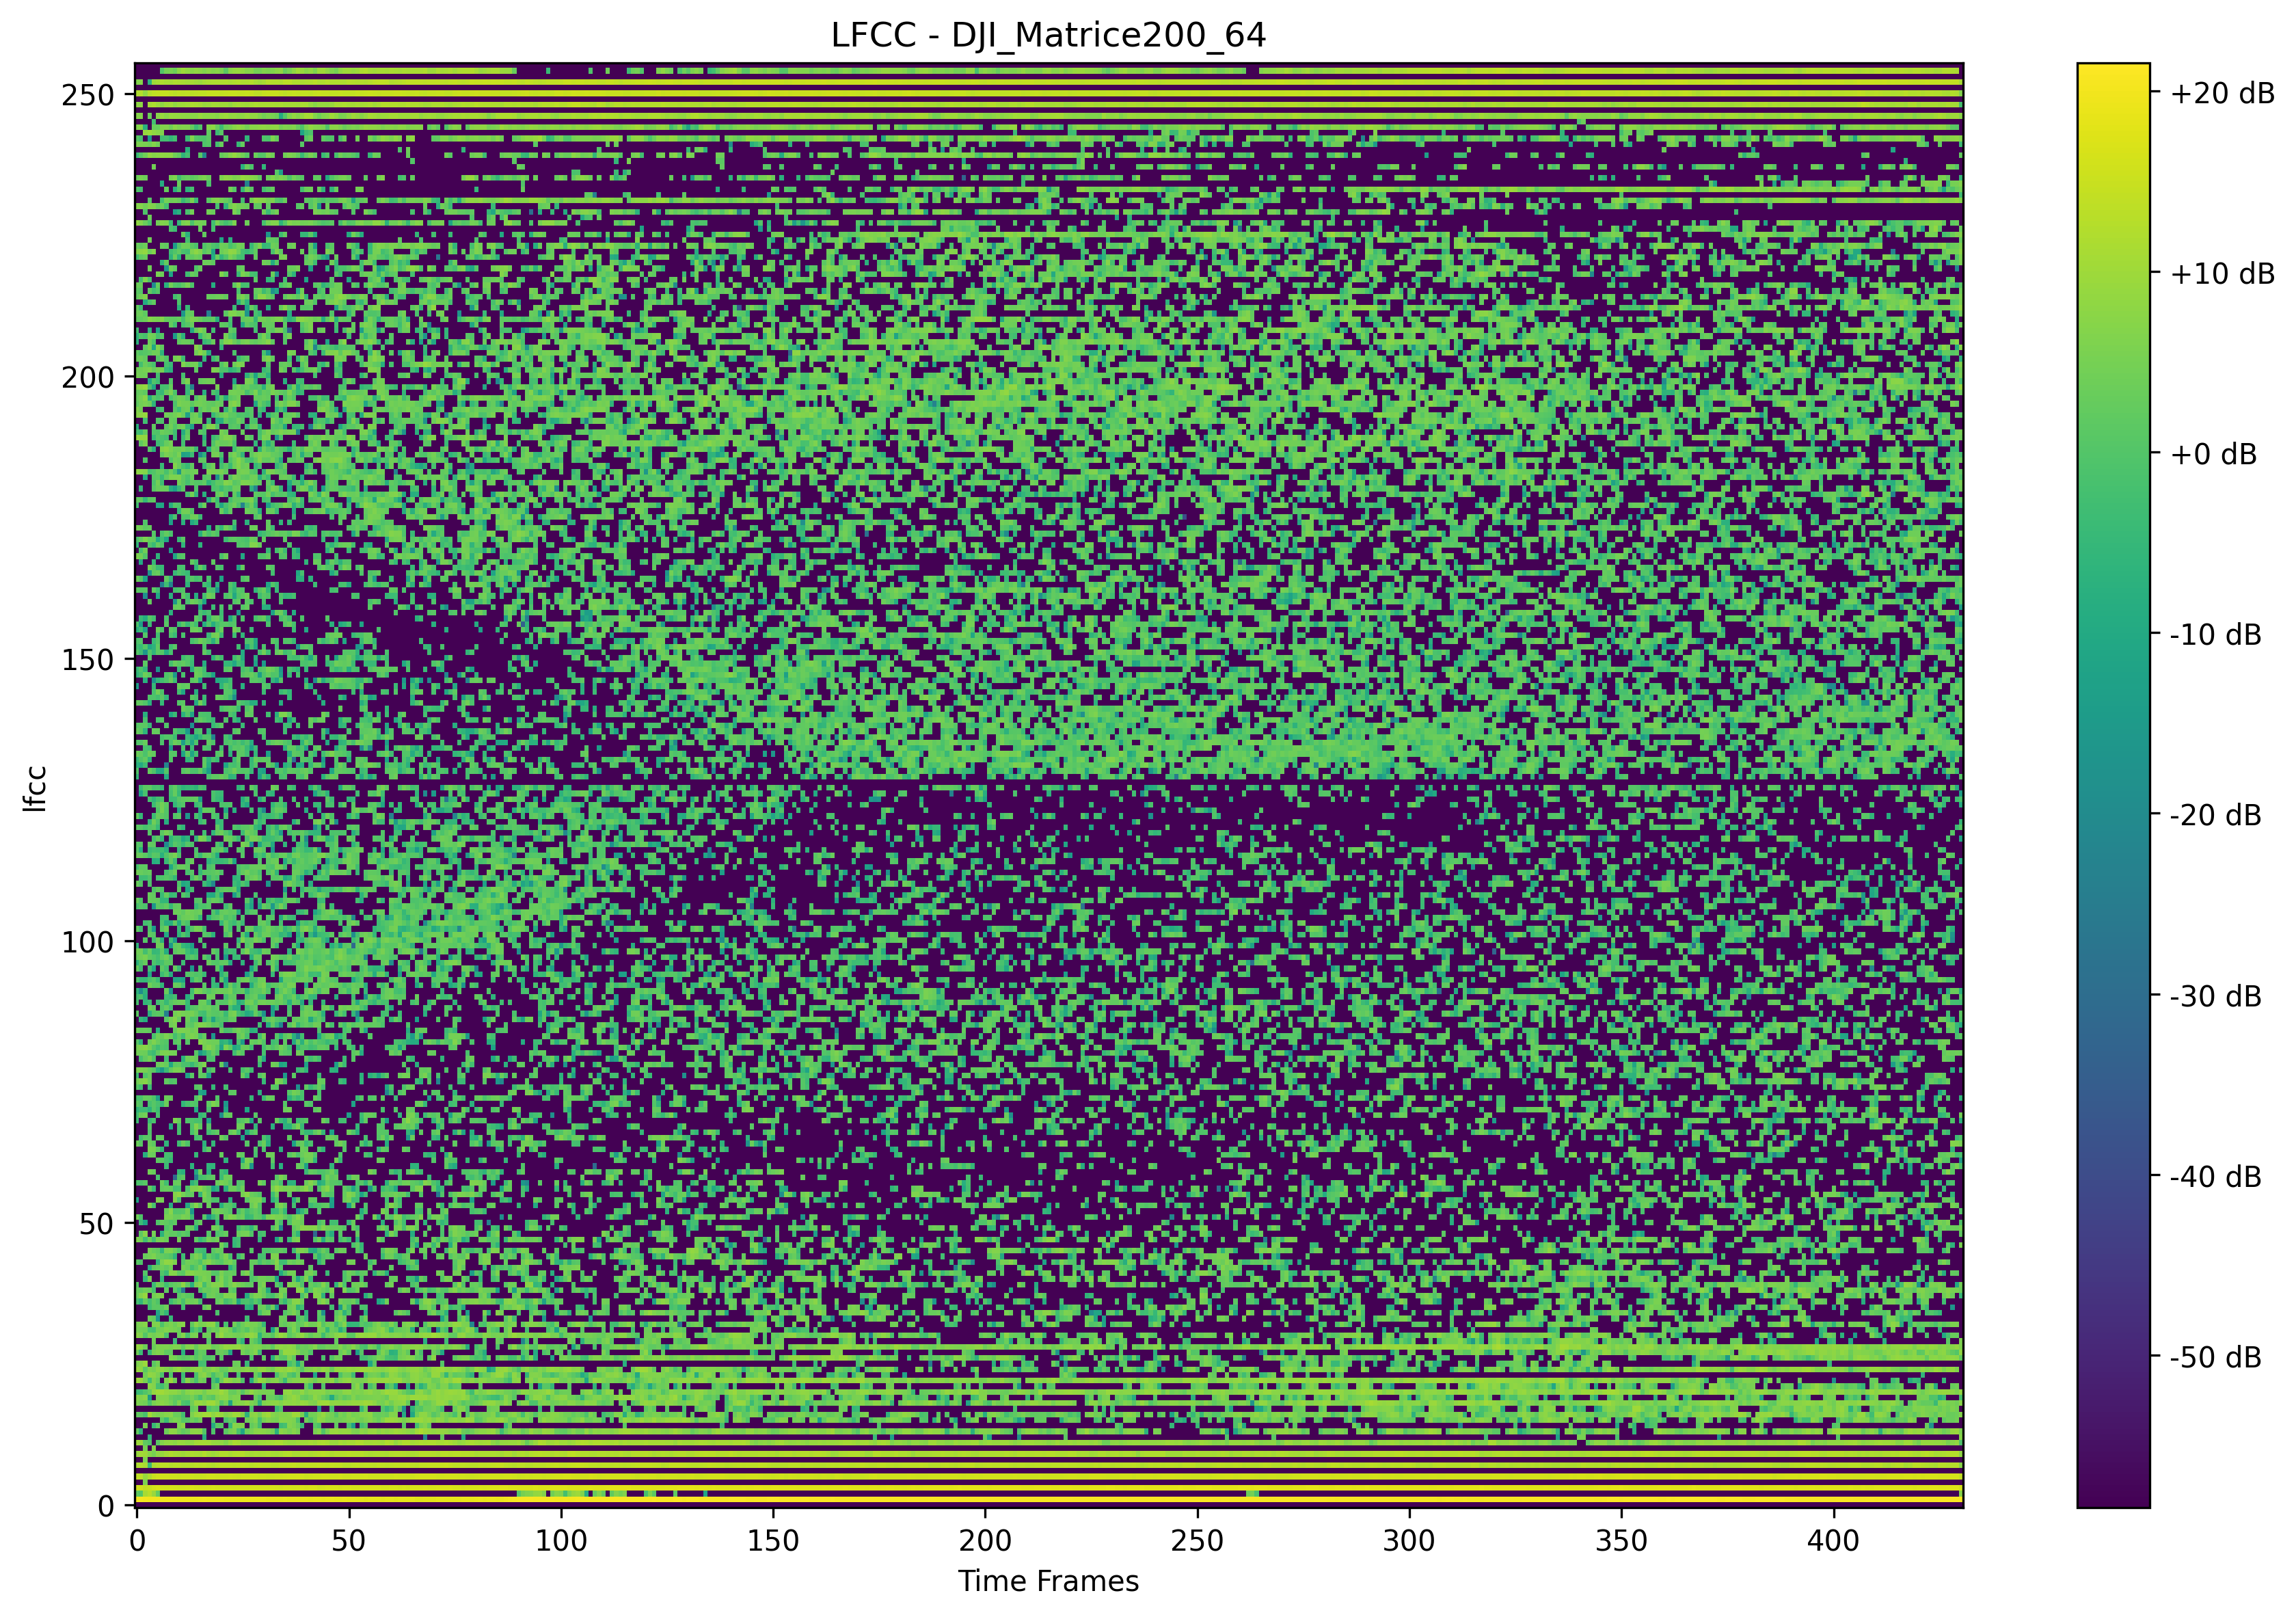 LFCC - DJI_Matrice200_64
250
200
150
100
50
0
lfcc
0 50 100 150 200 250 300 350 400
Time Frames
+20 dB
+10 dB
+0 dB
-10 dB
-20 dB
-30 dB
-40 dB
-50 dB